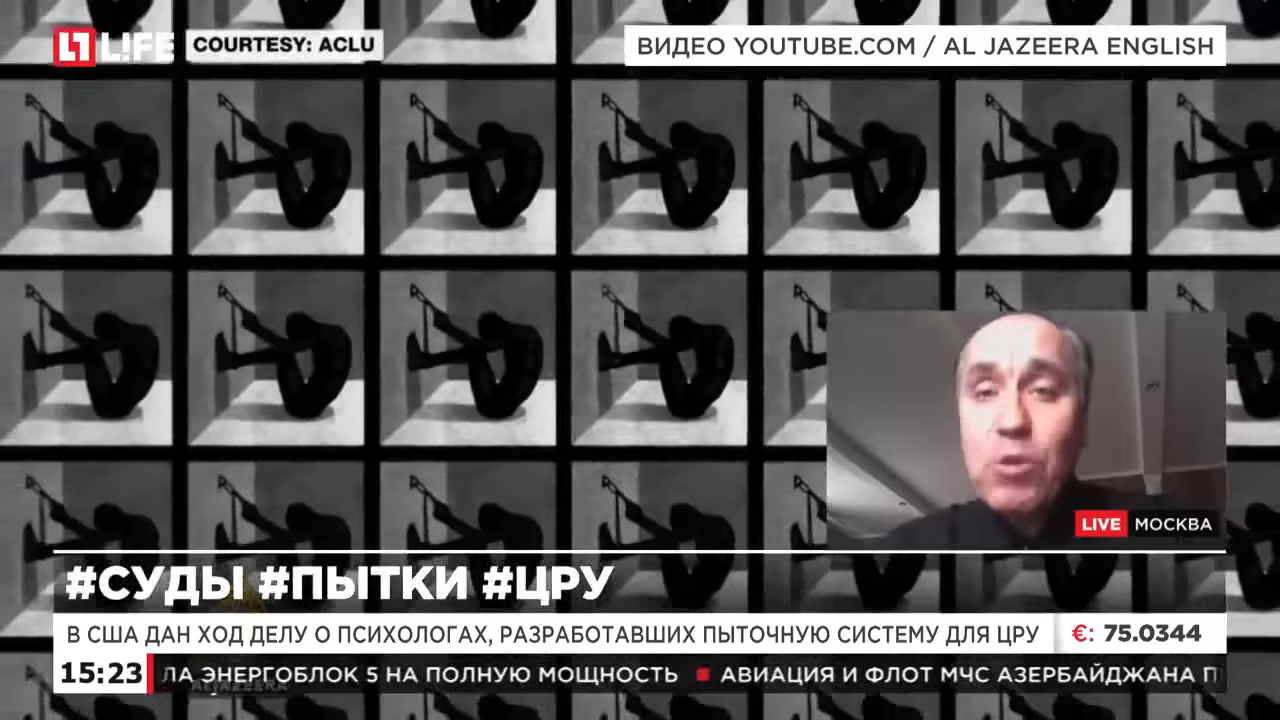 LIFE
COURTESY: ACLU
ВИДЕО YOUTUBE.COM / AL JAZEERA ENGLISH
LIVE МОСКВА
#СУДЫ #ПЫТКИ #ЦРУ
В США ДАН ХОД ДЕЛУ О ПСИХОЛОГАХ, РАЗРАБОТАВШИХ ПЫТОЧНУЮ СИСТЕМУ ДЛЯ ЦРУ
€: 75.0344
15:23
ЛА ЭНЕРГОБЛОК 5 НА ПОЛНУЮ МОЩНОСТЬ ■ АВИАЦИЯ И ФЛОТ МЧС АЗЕРБАЙДЖАНА П
ALJAZEERA